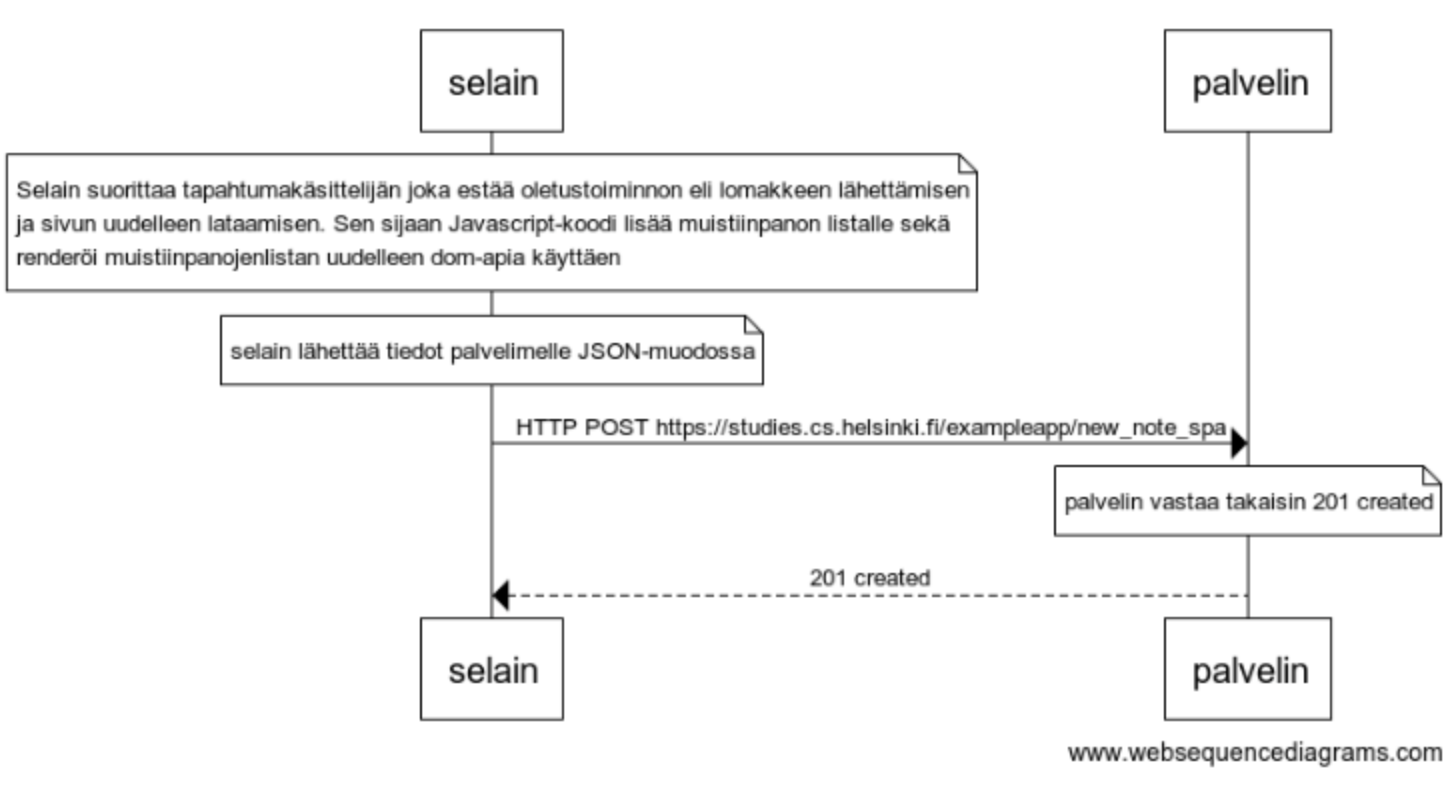 selain
palvelin
Selain suorittaa tapahtumakäsittelijän joka estää oletustoiminnon eli lomakkeen lähettämisen
ja sivun uudelleen lataamisen. Sen sijaan Javascript-koodi lisää muistiinpanon listalle sekä
renderöi muistiinpanojenlistan uudelleen dom-apia käyttäen
selain lähettää tiedot palvelimelle JSON-muodossa
HTTP POST https://studies.cs.helsinki.fi/exampleapp/new_note_spa
palvelin vastaa takaisin 201 created
201 created
selain
palvelin
www.websequencediagrams.com